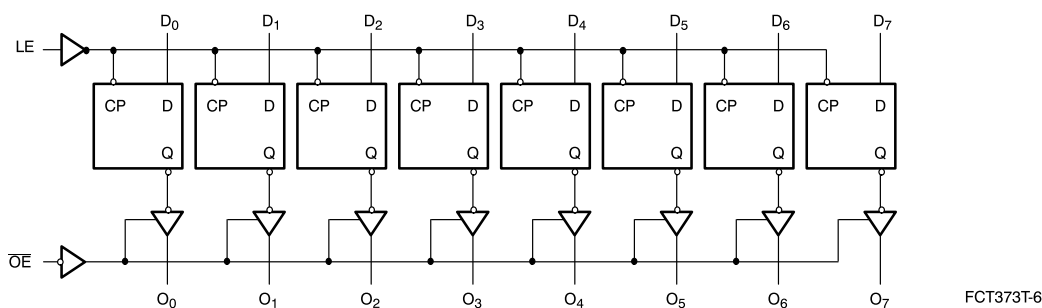 D0 D1 D2 D3 D4 D5 D6 D7
LE
CP D CP D CP D CP D CP D CP D CP D CP D
Q Q Q Q Q Q Q Q
OE
O0 O1 O2 O3 O4 O5 O6 O7
FCT373T-6